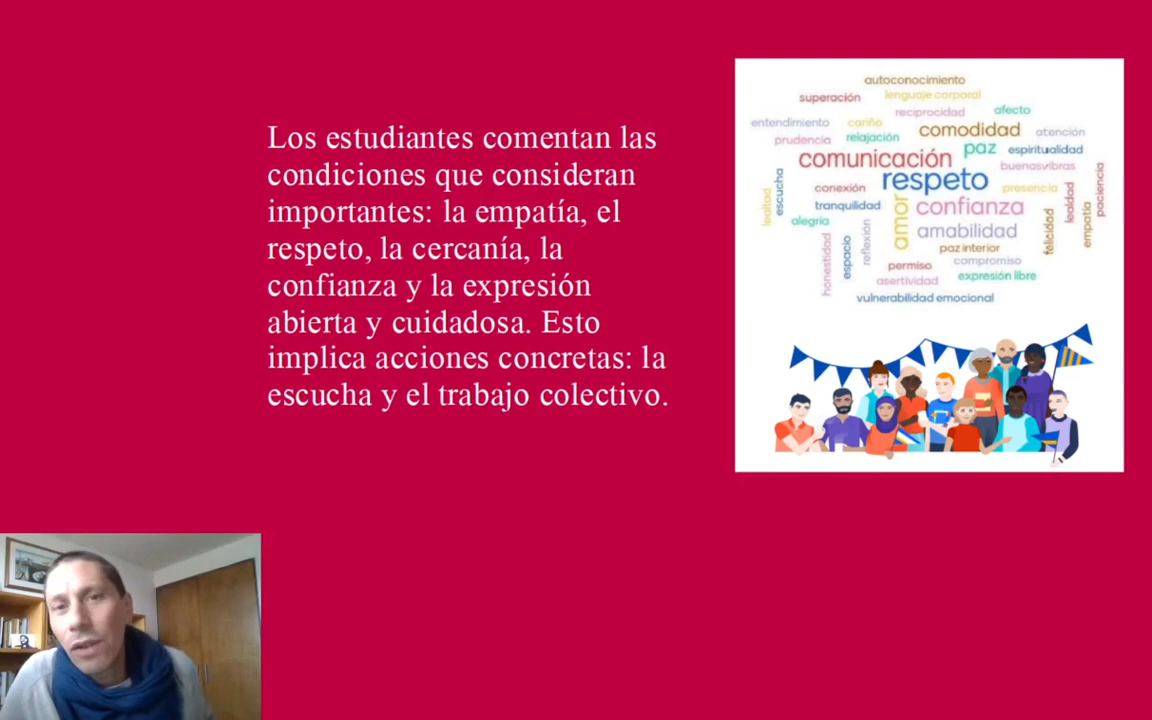 Los estudiantes comentan las
condiciones que consideran
importantes: la empatía, el
respeto, la cercanía, la
confianza y la expresión
abierta y cuidadosa. Esto
implica acciones concretas: la
escucha y el trabajo colectivo.
autoconocimiento
superación
lenguaje corporal
reciprocidad
afecto
entendimiento
cariño
comodidad
atención
prudencia
relajación
paz
espiritualidad
comunicación
buenasvibras
respeto
conexión
presencia
tranquilidad
confianza
alegría
amor
amabilidad
lealtad
escucha
lealdad
paciencia
empatía
felicidad
honestidad
espacio
reflexión
paz interior
permiso
compromiso
asertividad
expresión libre
vulnerabilidad emocional